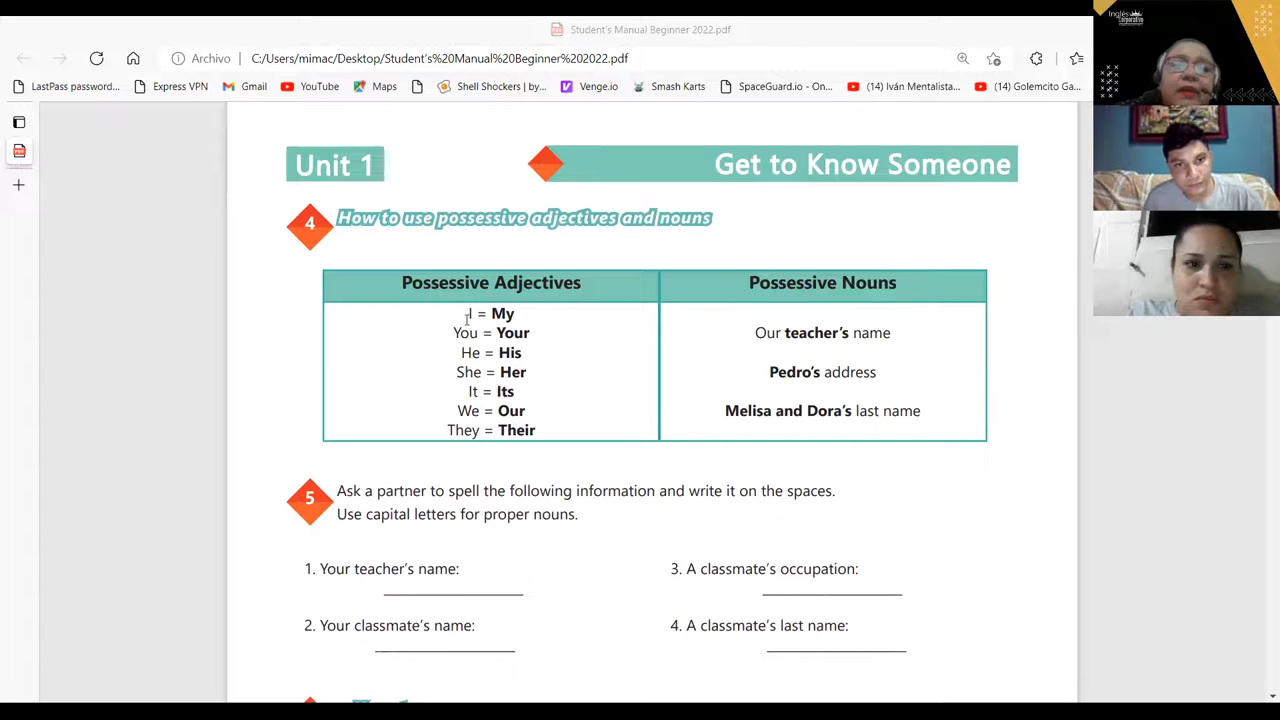 Student's Manual Beginner 2022.pdf
Archivo
C:/Users/mimac/Desktop/Student's%20Manual%20Beginner%202022.pdf
LastPass password...
Express VPN
Gmail
YouTube
Maps
Shell Shockers | by...
Venge.io
Smash Karts
SpaceGuard.io - On...
(14) Iván Mentalista...
(14) Golemcito Ga...
Inglés
Corporativo
Unit 1
Get to Know Someone
4
How to use possessive adjectives and nouns
Possessive Adjectives
Possessive Nouns
I = My
You = Your
He = His
She = Her
It = Its
We = Our
They = Their
Our teacher's name
Pedro's address
Melisa and Dora's last name
5
Ask a partner to spell the following information and write it on the spaces.
Use capital letters for proper nouns.
1. Your teacher's name:
3. A classmate's occupation:
2. Your classmate's name:
4. A classmate's last name: